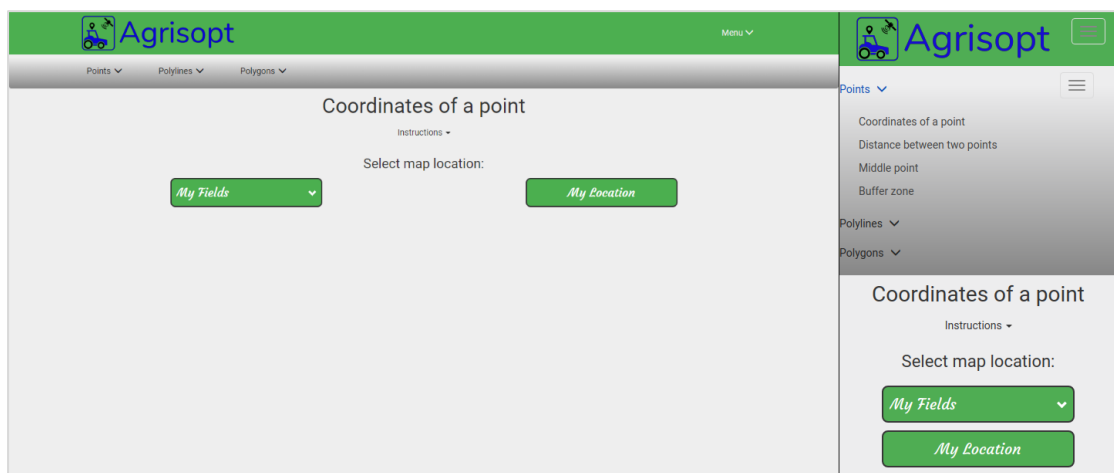 Agrisopt
Menu
Points Polylines Polygons
Coordinates of a point
Instructions
Select map location:
My Fields My Location
Agrisopt
Points
Coordinates of a point
Distance between two points
Middle point
Buffer zone
Polylines
Polygons
Coordinates of a point
Instructions
Select map location:
My Fields
My Location